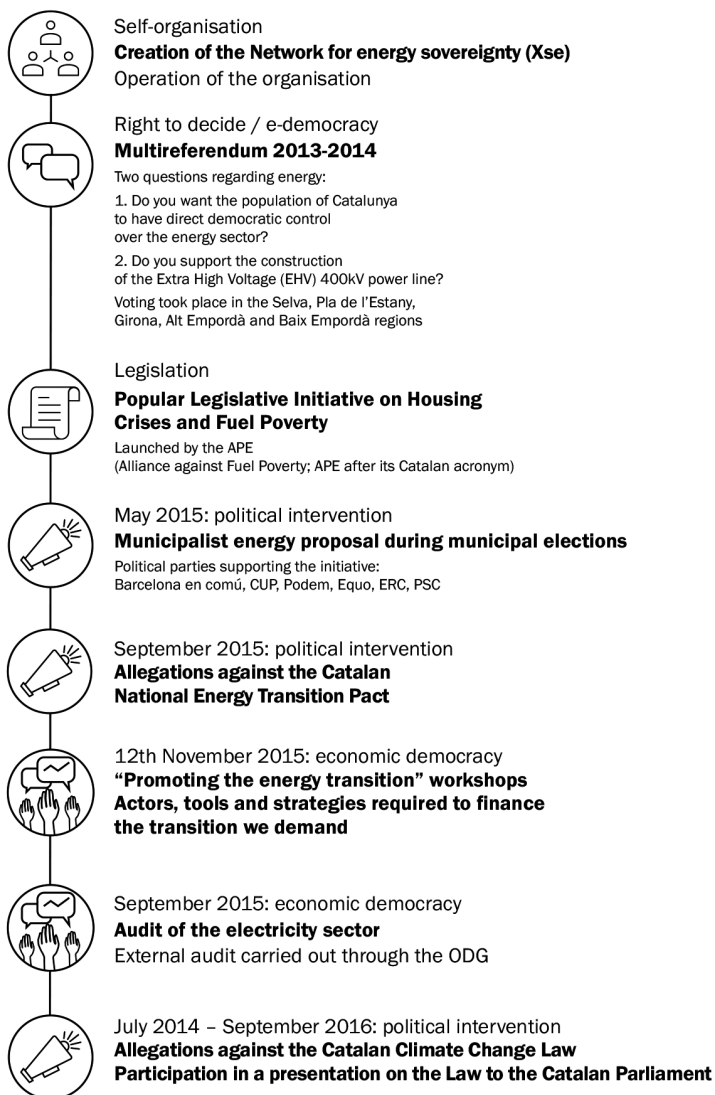 Self-organisation
Creation of the Network for energy sovereignty (Xse)
Operation of the organisation
Right to decide / e-democracy
Multireferendum 2013-2014
Two questions regarding energy:
1. Do you want the population of Catalunya
to have direct democratic control
over the energy sector?
2. Do you support the construction
of the Extra High Voltage (EHV) 400kV power line?
Voting took place in the Selva, Pla de l'Estany,
Girona, Alt Empordà and Baix Empordà regions
Legislation
Popular Legislative Initiative on Housing
Crises and Fuel Poverty
Launched by the APE
(Alliance against Fuel Poverty; APE after its Catalan acronym)
May 2015: political intervention
Municipalist energy proposal during municipal elections
Political parties supporting the initiative:
Barcelona en comú, CUP, Podem, Equo, ERC, PSC
September 2015: political intervention
Allegations against the Catalan
National Energy Transition Pact
12th November 2015: economic democracy
“Promoting the energy transition” workshops
Actors, tools and strategies required to finance
the transition we demand
September 2015: economic democracy
Audit of the electricity sector
External audit carried out through the ODG
July 2014 – September 2016: political intervention
Allegations against the Catalan Climate Change Law
Participation in a presentation on the Law to the Catalan Parliament